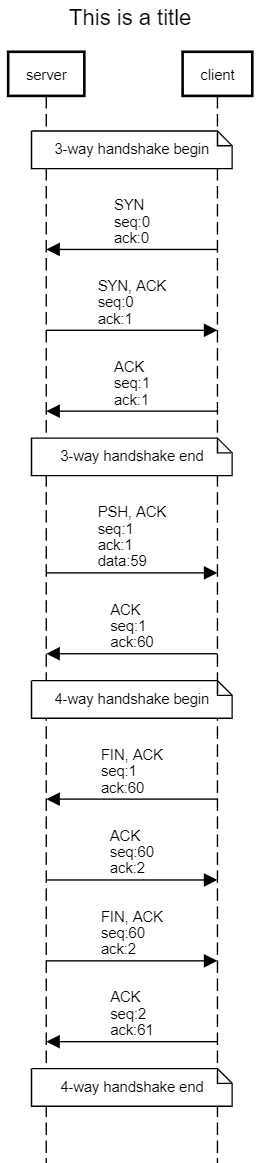 This is a title
server
client
3-way handshake begin
SYN
seq:0
ack:0
SYN, ACK
seq:0
ack:1
ACK
seq:1
ack:1
3-way handshake end
PSH, ACK
seq:1
ack:1
data:59
ACK
seq:1
ack:60
4-way handshake begin
FIN, ACK
seq:1
ack:60
ACK
seq:60
ack:2
FIN, ACK
seq:60
ack:2
ACK
seq:2
ack:61
4-way handshake end